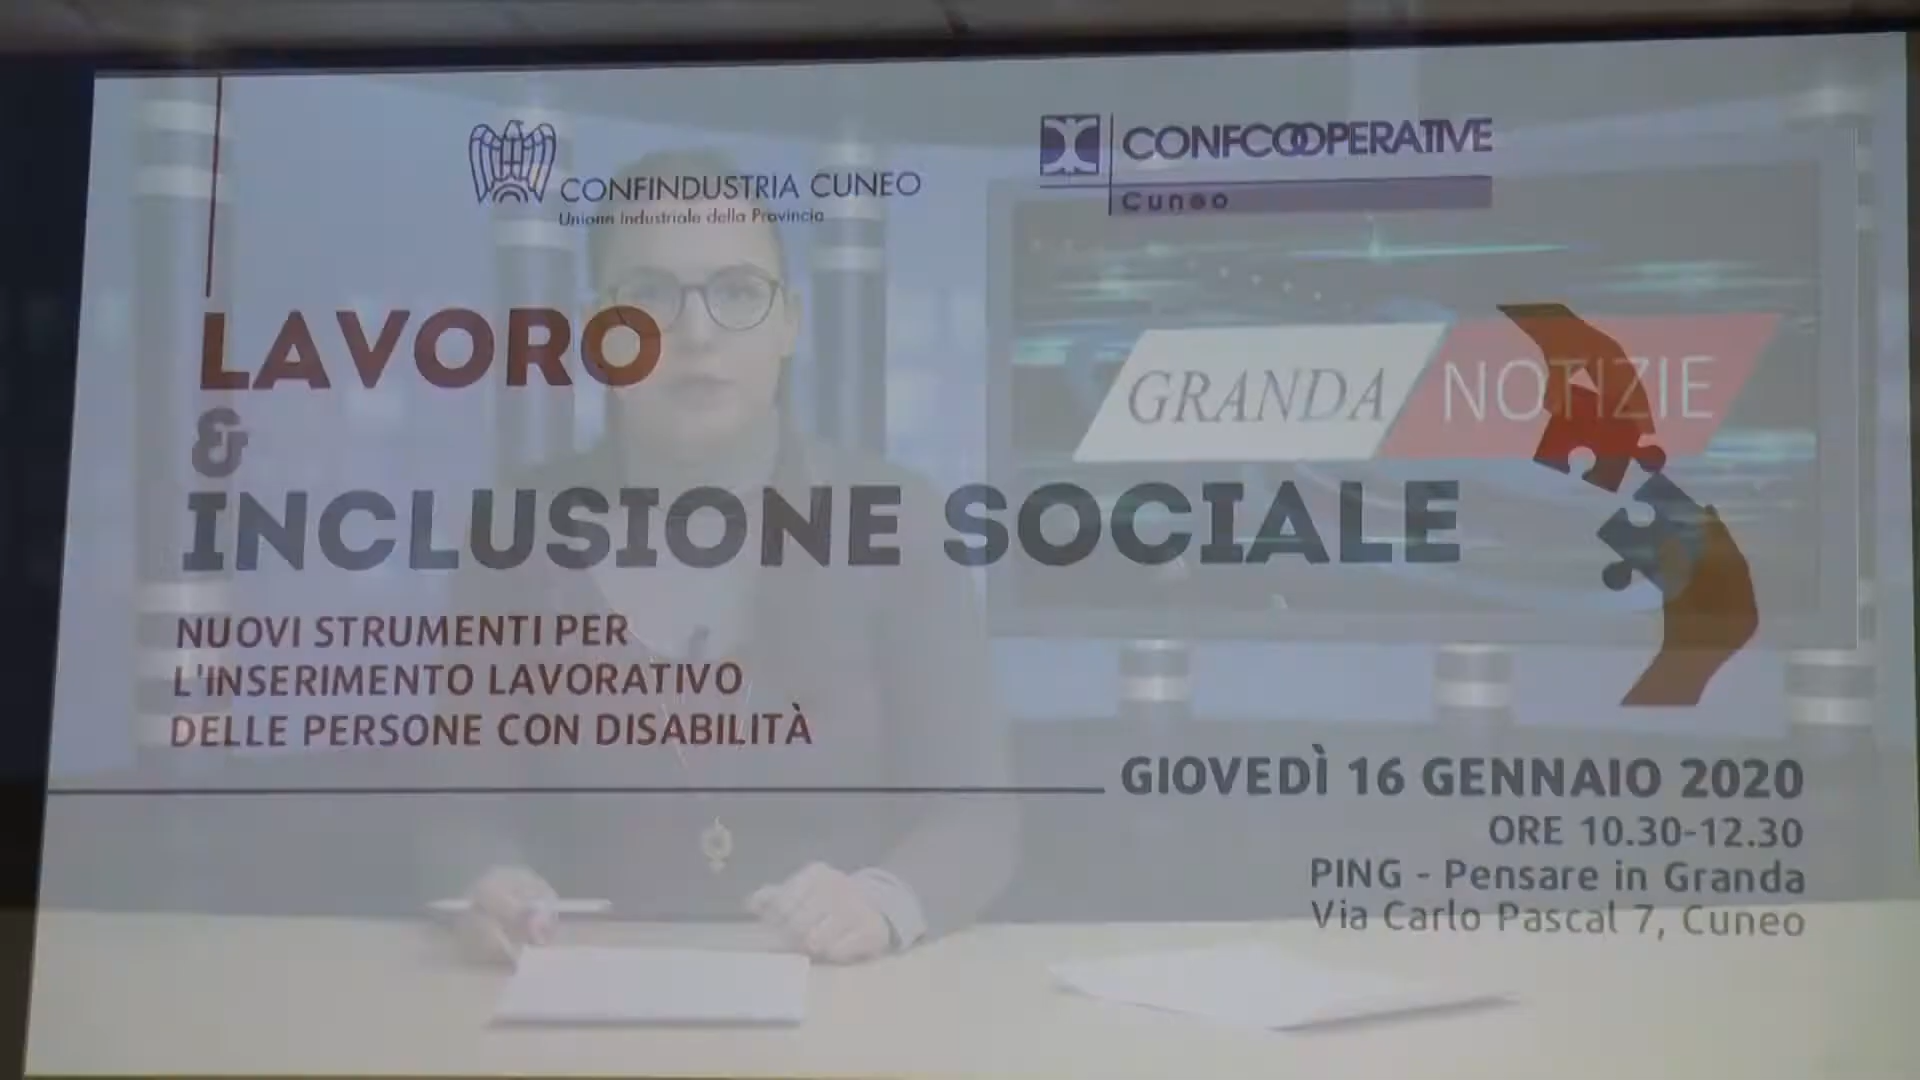 CONFINDUSTRIA CUNEO
Unione Industriale della Provincia
CONFCOOPERATIVE
Cuneo
LAVORO
&
INCLUSIONE SOCIALE
GRANDA NOTIZIE
NUOVI STRUMENTI PER
L'INSERIMENTO LAVORATIVO
DELLE PERSONE CON DISABILITÀ
GIOVEDÌ 16 GENNAIO 2020
ORE 10.30-12.30
PING - Pensare in Granda
Via Carlo Pascal 7, Cuneo